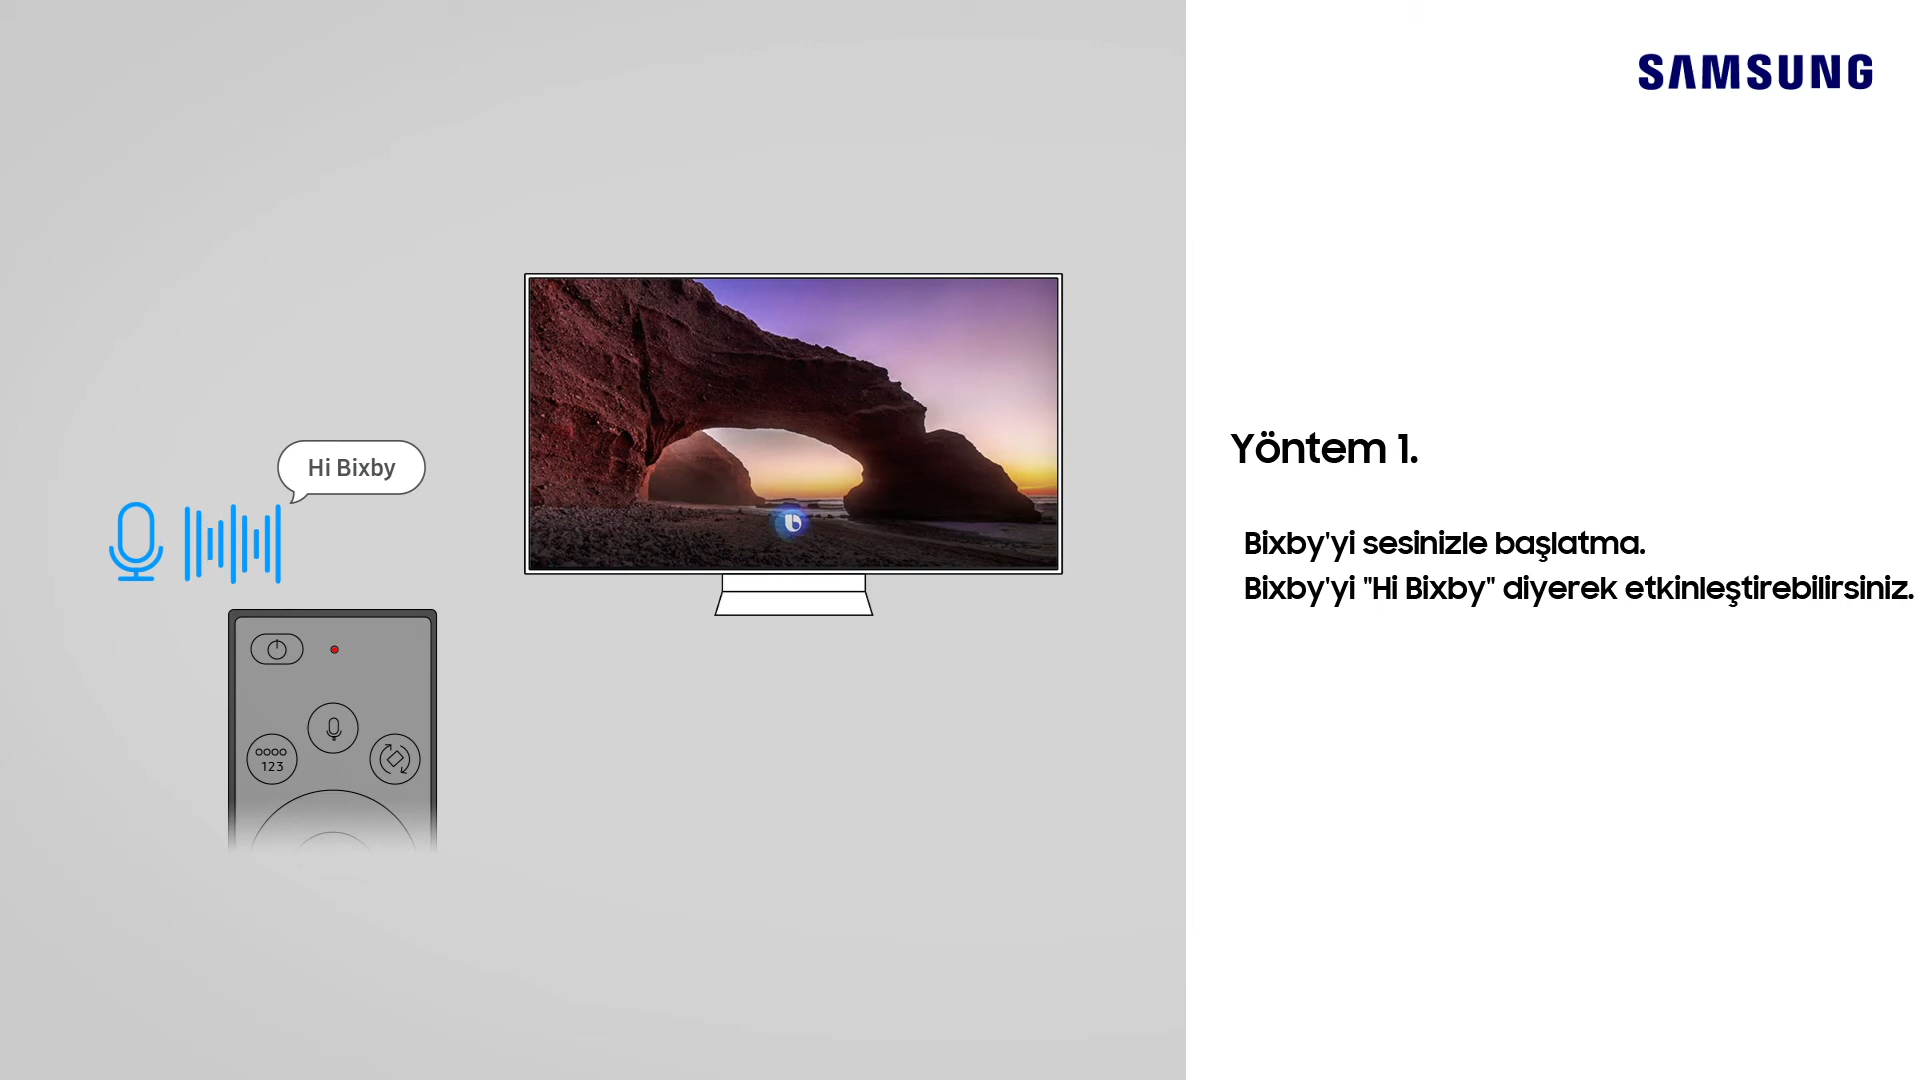 SAMSUNG
Hi Bixby
123
Yöntem 1.
Bixby'yi sesinizle başlatma.
Bixby'yi "Hi Bixby" diyerek etkinleştirebilirsiniz.